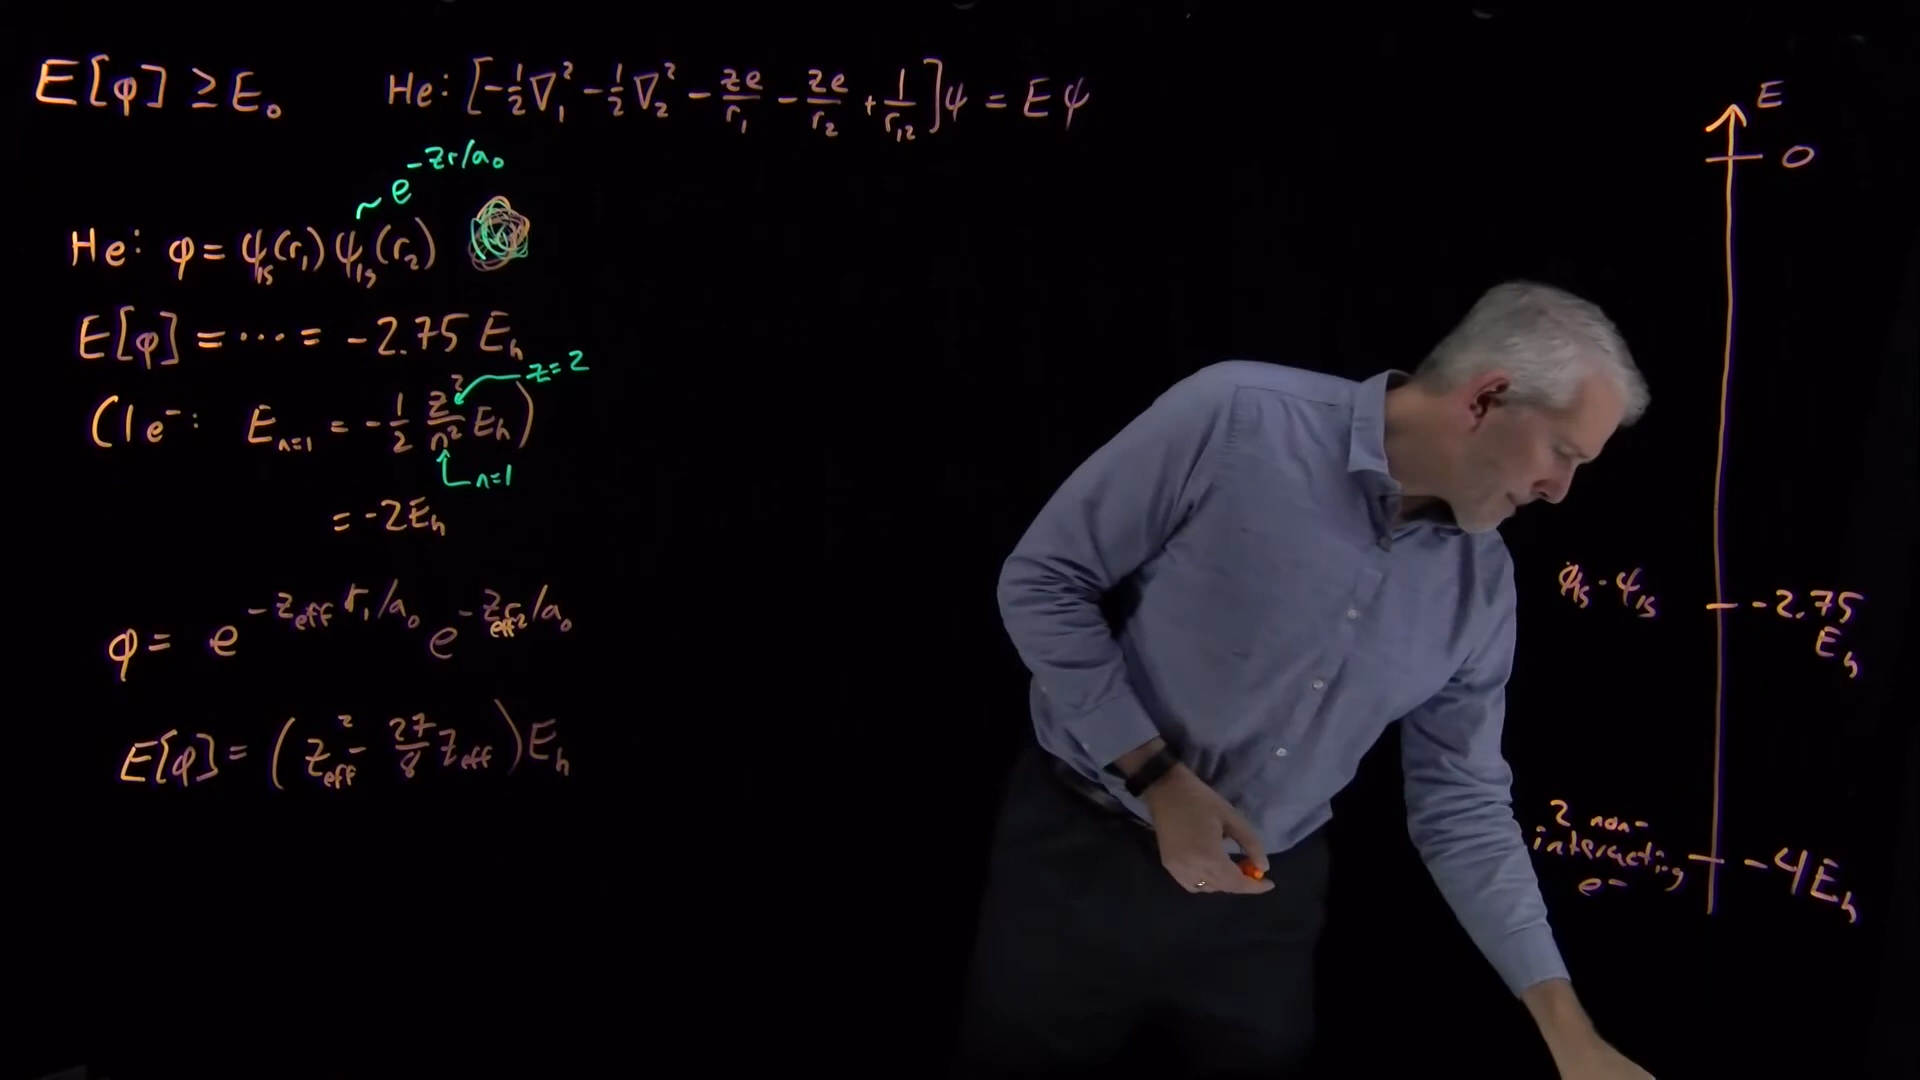 E[φ] ≥ E₀
He: [-½∇₁² - ½∇₂² - Ze/r₁ - Ze/r₂ + 1/r₁₂]ψ = Eψ
~ e^(-Zr/a₀)
He: φ = ψ₁ₛ(r₁) ψ₁ₛ(r₂)
E[φ] = ⋯ = -2.75 Eₕ
z=2
(1e⁻: Eₙ₌₁ = -½ Z²/n² Eₕ)
n=1
= -2Eₕ
φ = e^(-Z_eff r₁/a₀) e^(-Z_eff r₂/a₀)
E[φ] = (Z_eff² - 27/8 Z_eff)Eₕ
E
0
ψ₁ₛ·ψ₁ₛ -2.75
Eₕ
2 non-
interacting
e⁻
-4Eₕ